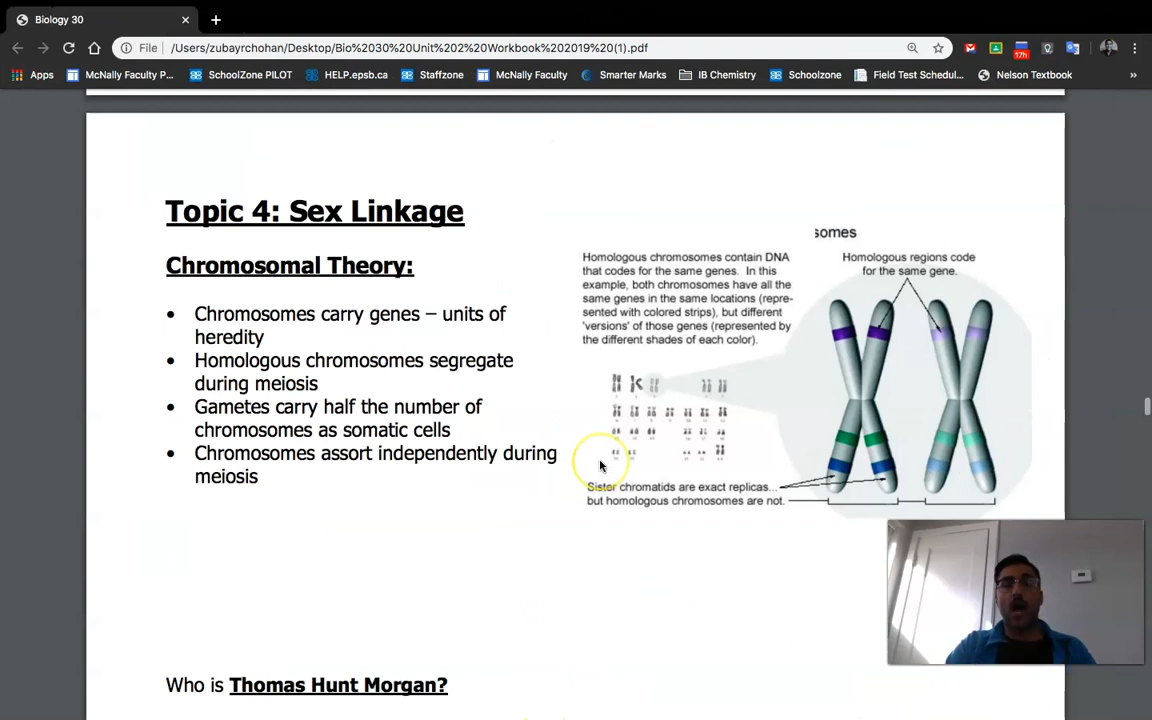 Biology 30
File
/Users/zubayrchohan/Desktop/Bio%2030%20Unit%202%20Workbook%202019%20(1).pdf
17h
Apps
McNally Faculty P...
SchoolZone PILOT
HELP.epsb.ca
Staffzone
McNally Faculty
Smarter Marks
IB Chemistry
Schoolzone
Field Test Schedul...
Nelson Textbook
»
Topic 4: Sex Linkage
Chromosomal Theory:
• Chromosomes carry genes – units of
heredity
• Homologous chromosomes segregate
during meiosis
• Gametes carry half the number of
chromosomes as somatic cells
• Chromosomes assort independently during
meiosis
somes
Homologous chromosomes contain DNA
that codes for the same genes. In this
example, both chromosomes have all the
same genes in the same locations (repre-
sented with colored strips), but different
'versions' of those genes (represented by
the different shades of each color).
Homologous regions code
for the same gene.
Sister chromatids are exact replicas...
but homologous chromosomes are not.
Who is Thomas Hunt Morgan?